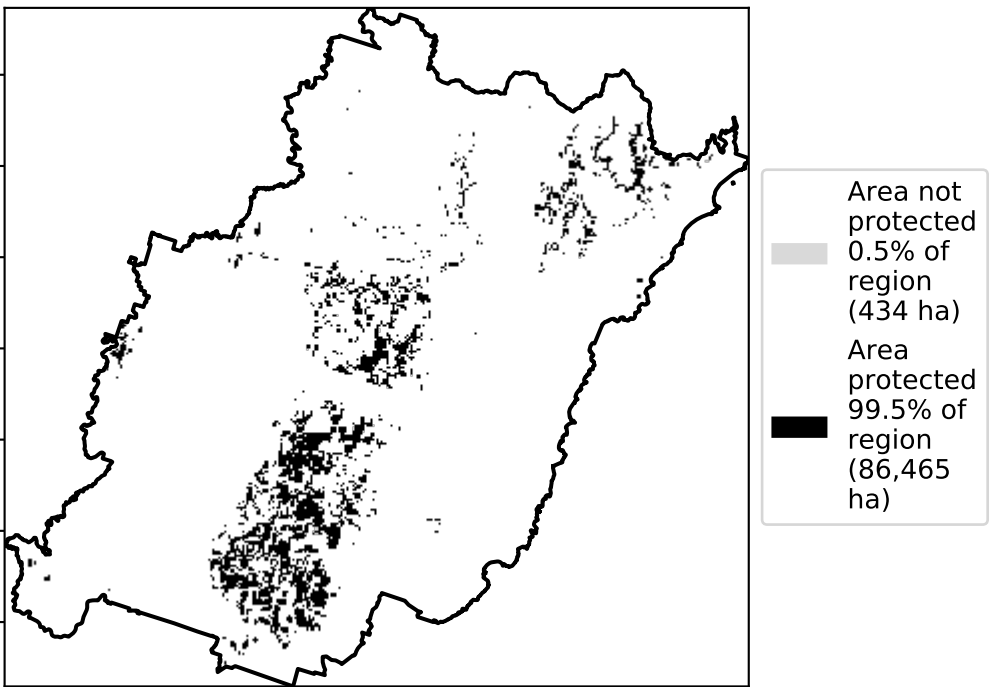 Area not
protected
0.5% of
region
(434 ha)
Area
protected
99.5% of
region
(86,465
ha)